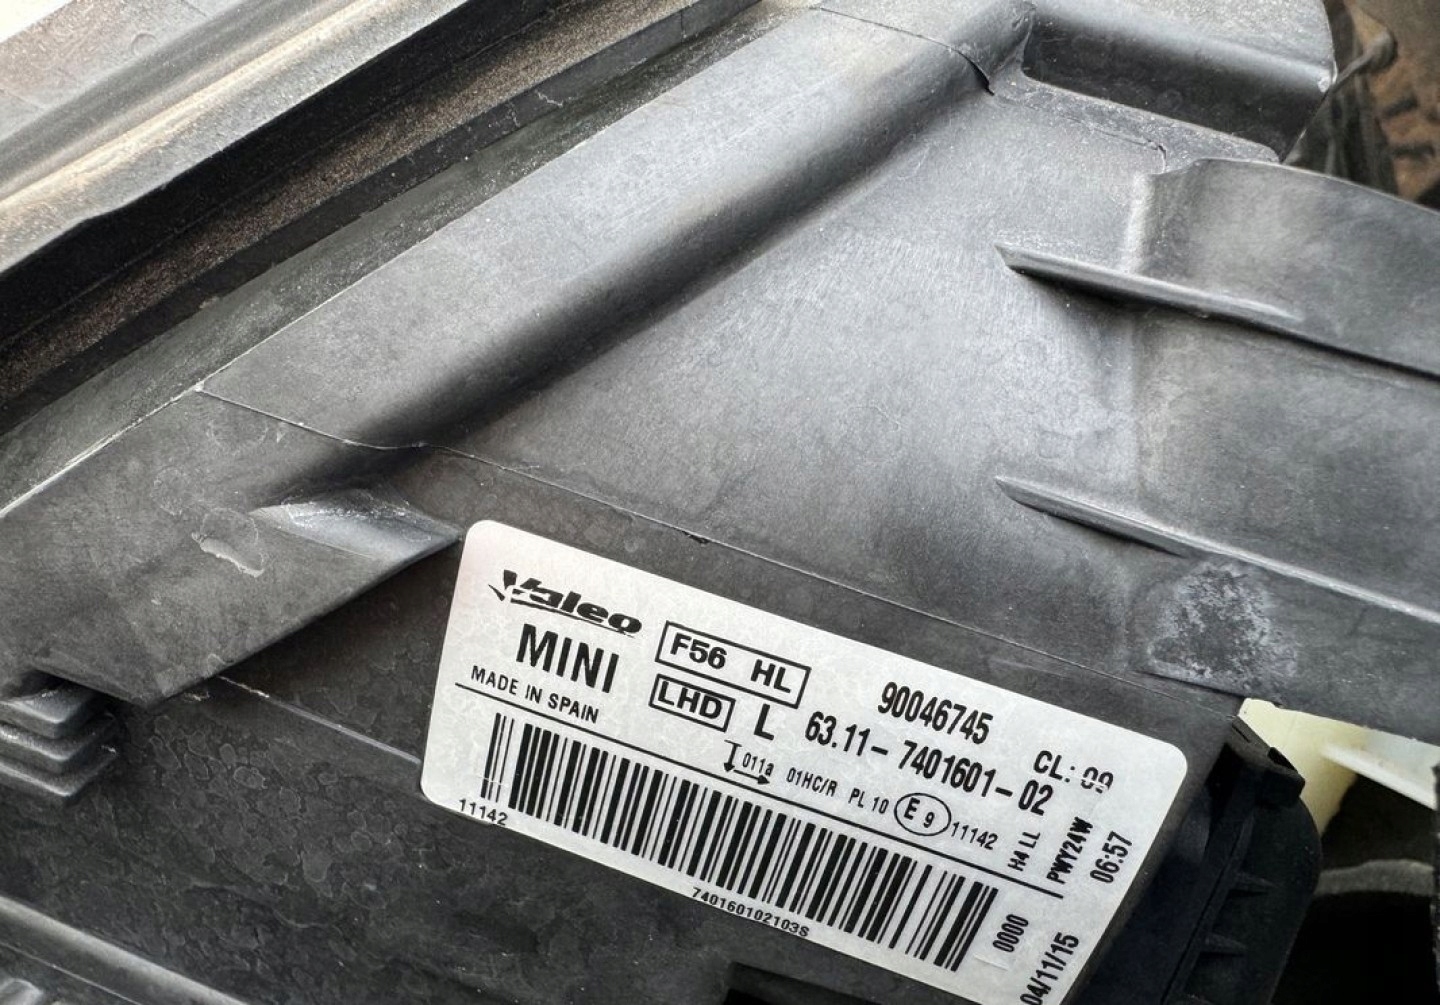 Valeo
MINI
MADE IN SPAIN
F56 HL
LHD L
90046745
63.11-7401601-02
CL: 09
011a 01HC/R PL 10 E 9 11142
H4 LL
PWY24W
06:57
11142
740160102103S
0000
04/11/15